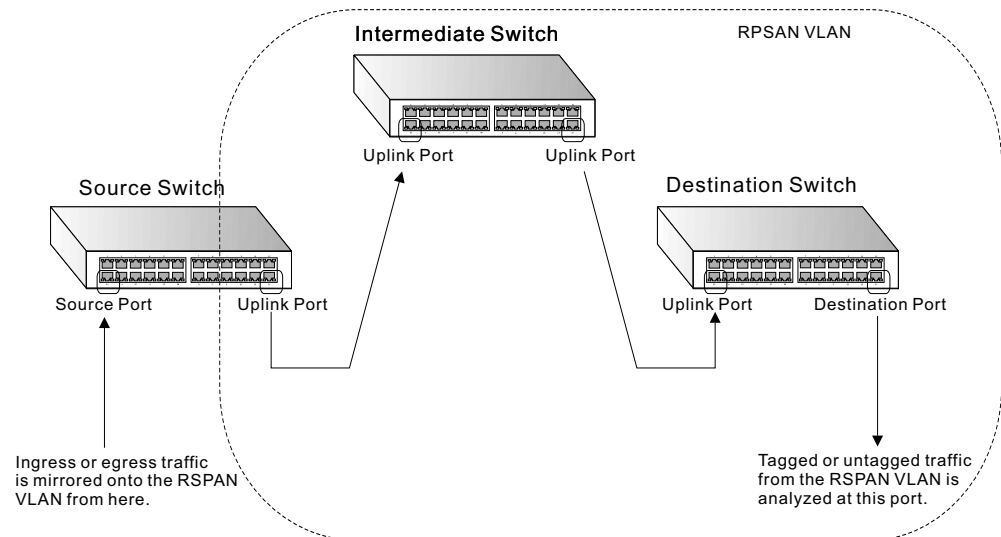 Intermediate Switch
RPSAN VLAN
Uplink Port
Uplink Port
Source Switch
Destination Switch
Source Port
Uplink Port
Uplink Port
Destination Port
Ingress or egress traffic
is mirrored onto the RSPAN
VLAN from here.
Tagged or untagged traffic
from the RSPAN VLAN is
analyzed at this port.